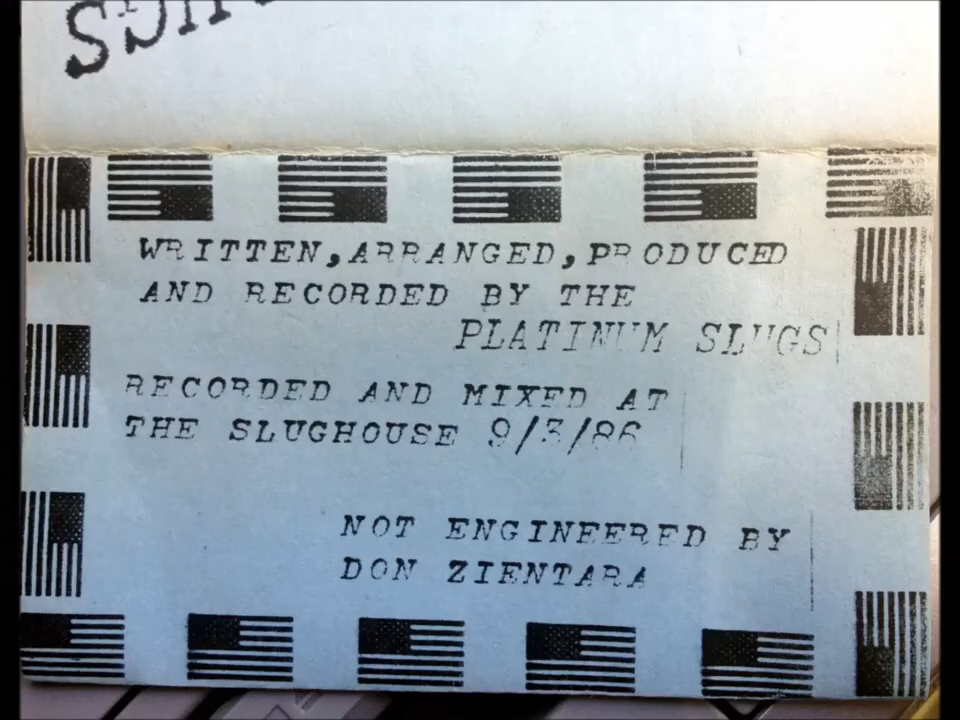 WRITTEN,ARRANGED,PRODUCED
AND RECORDED BY THE
PLATINUM SLUGS
RECORDED AND MIXED AT
THE SLUGHOUSE 9/3/86
NOT ENGINEERED BY
DON ZIENTARA